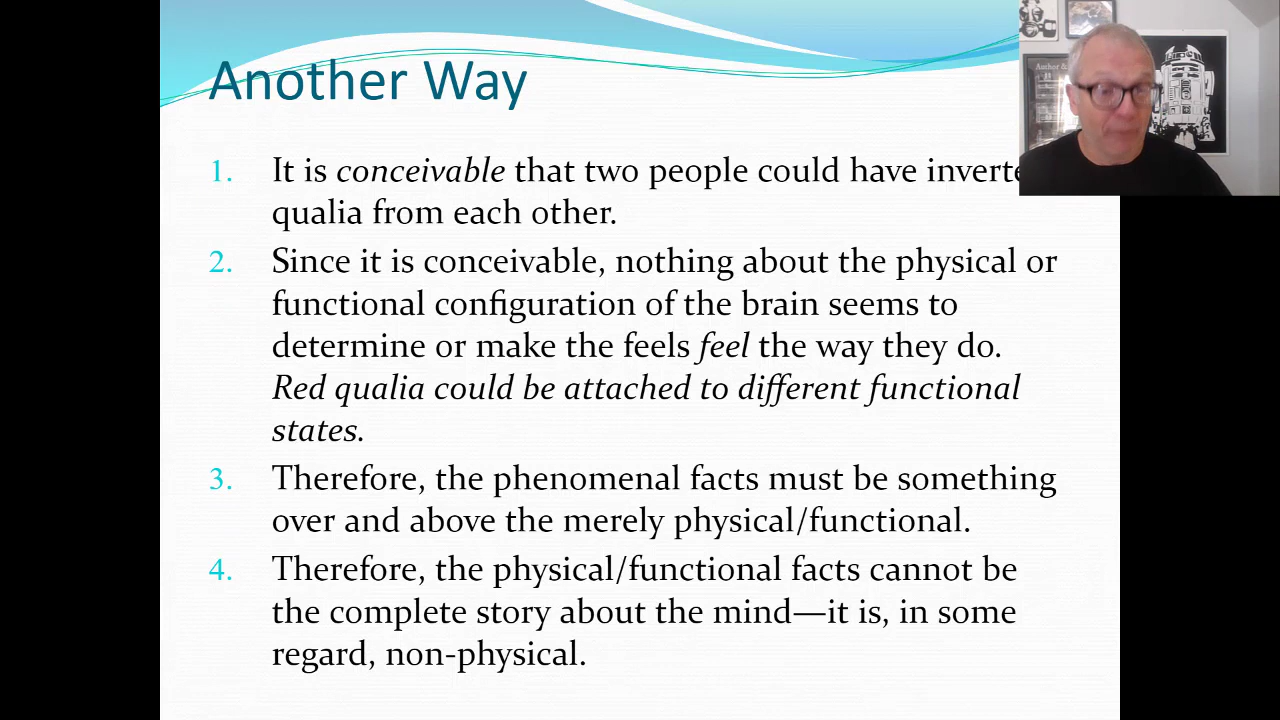 Another Way
1. It is conceivable that two people could have
qualia from each other.
2. Since it is conceivable, nothing about the physical or
functional configuration of the brain seems to
determine or make the feels feel the way they do.
Red qualia could be attached to different functional
states.
3. Therefore, the phenomenal facts must be something
over and above the merely physical/functional.
4. Therefore, the physical/functional facts cannot be
the complete story about the mind—it is, in some
regard, non-physical.
Author &